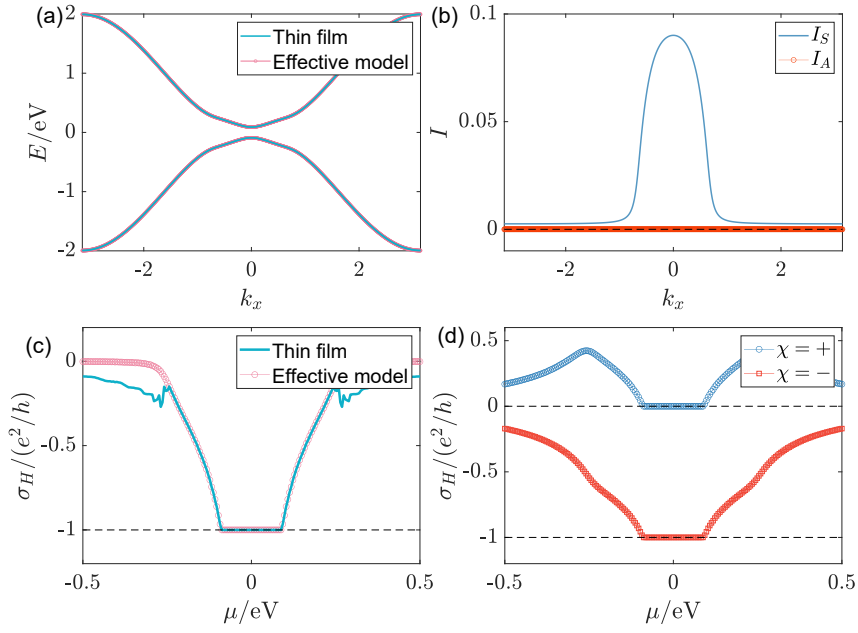 (a)
2
1
0
-1
-2
E/eV
Thin film
Effective model
-2 0 2
k_x
(b)
0.1
0.05
0
I
I_S
I_A
-2 0 2
k_x
(c)
0
-0.5
-1
σ_H/(e²/h)
Thin film
Effective model
-0.5 0 0.5
μ/eV
(d)
0.5
0
-0.5
-1
σ_H/(e²/h)
χ = +
χ = −
-0.5 0 0.5
μ/eV